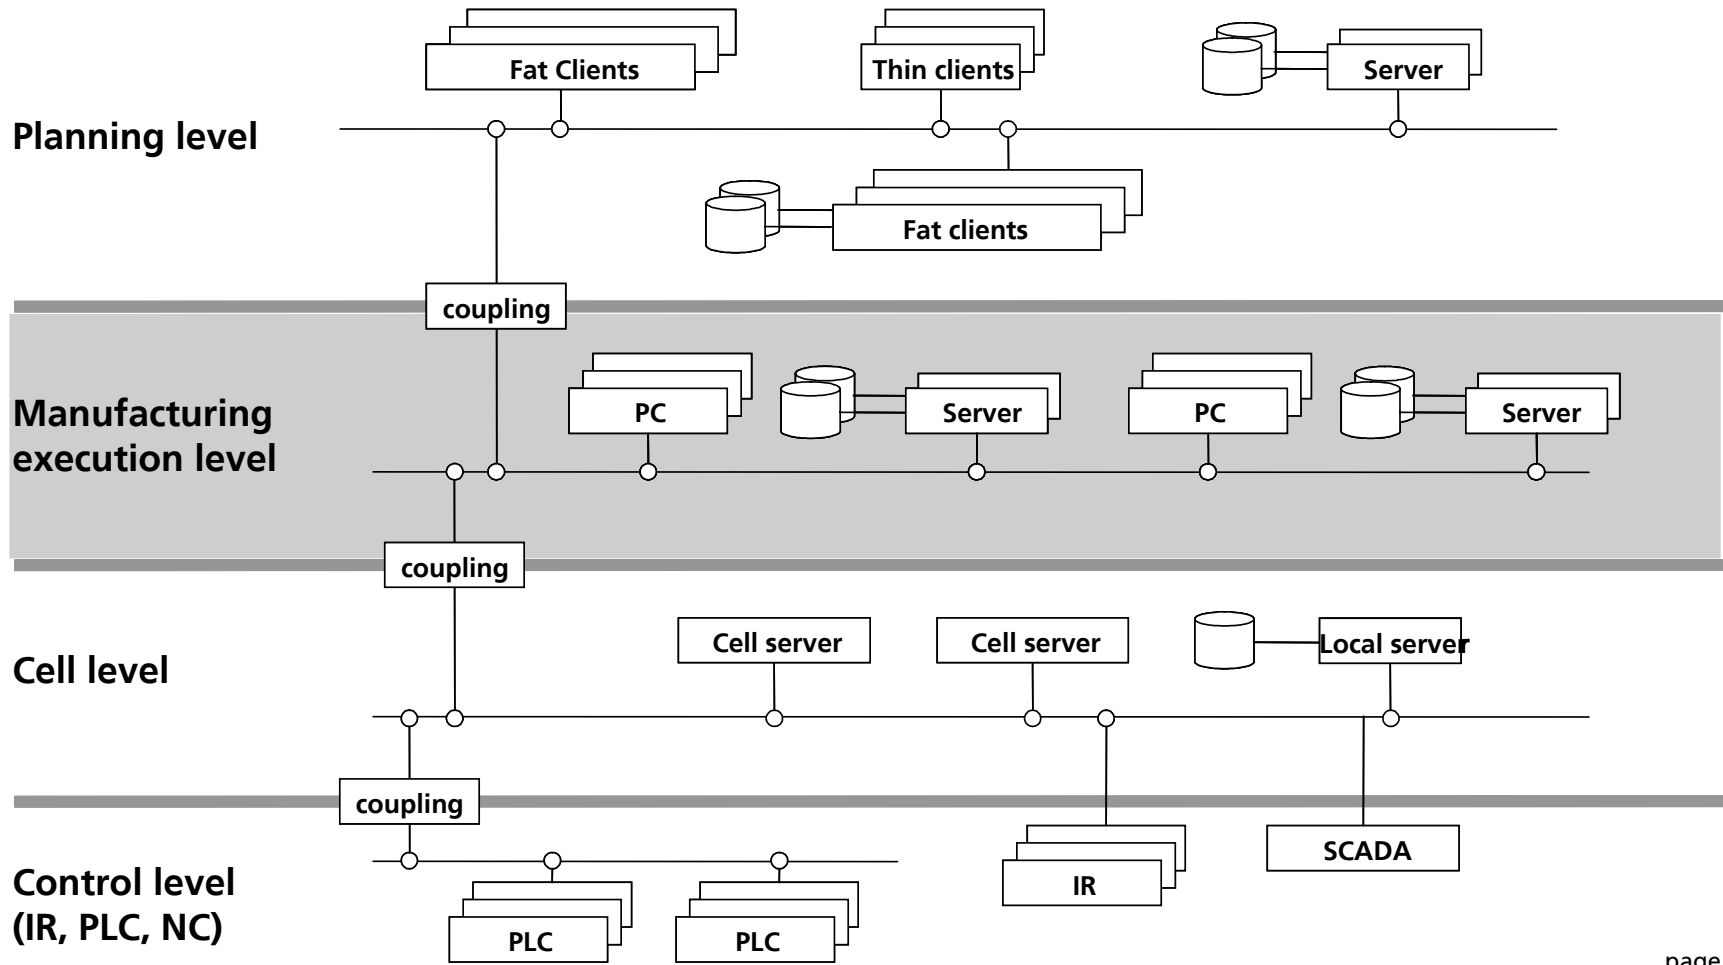 Fat Clients
Thin clients
Server
Planning level
Fat clients
coupling
Manufacturing
execution level
PC
Server
PC
Server
coupling
Cell level
Cell server
Cell server
Local server
coupling
Control level
(IR, PLC, NC)
PLC
PLC
IR
SCADA
page